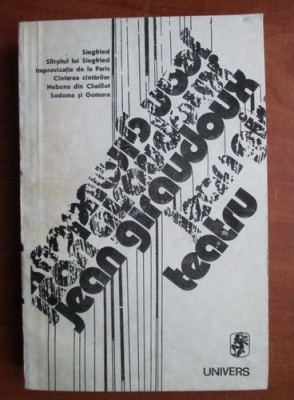 Siegfried
Sfîrșitul lui Siegfried
Improvizația de la Paris
Cîntarea cîntărilor
Nebuna din Chaillot
Sodoma și Gomora
jean giraudoux
teatru
UNIVERS